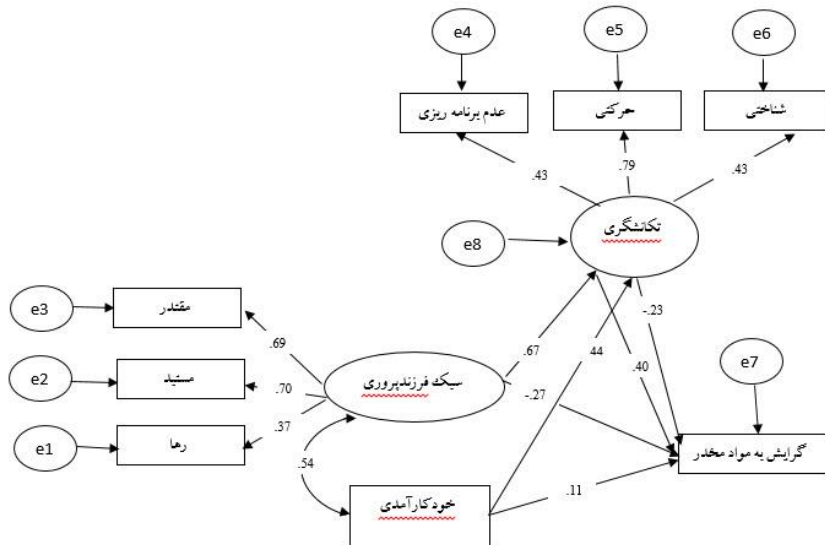 e4
e5
e6
عدم برنامه ریزی
حرکتی
شناختی
.43
.79
.43
تکانشگری
e8
e3
مقتدر
.69
.67
44
.40
-.23
e7
e2
مستبد
.70
سبک فرزندپروری
-.27
e1
رها
.37
گرایش به مواد مخدر
.54
.11
خودکارآمدی